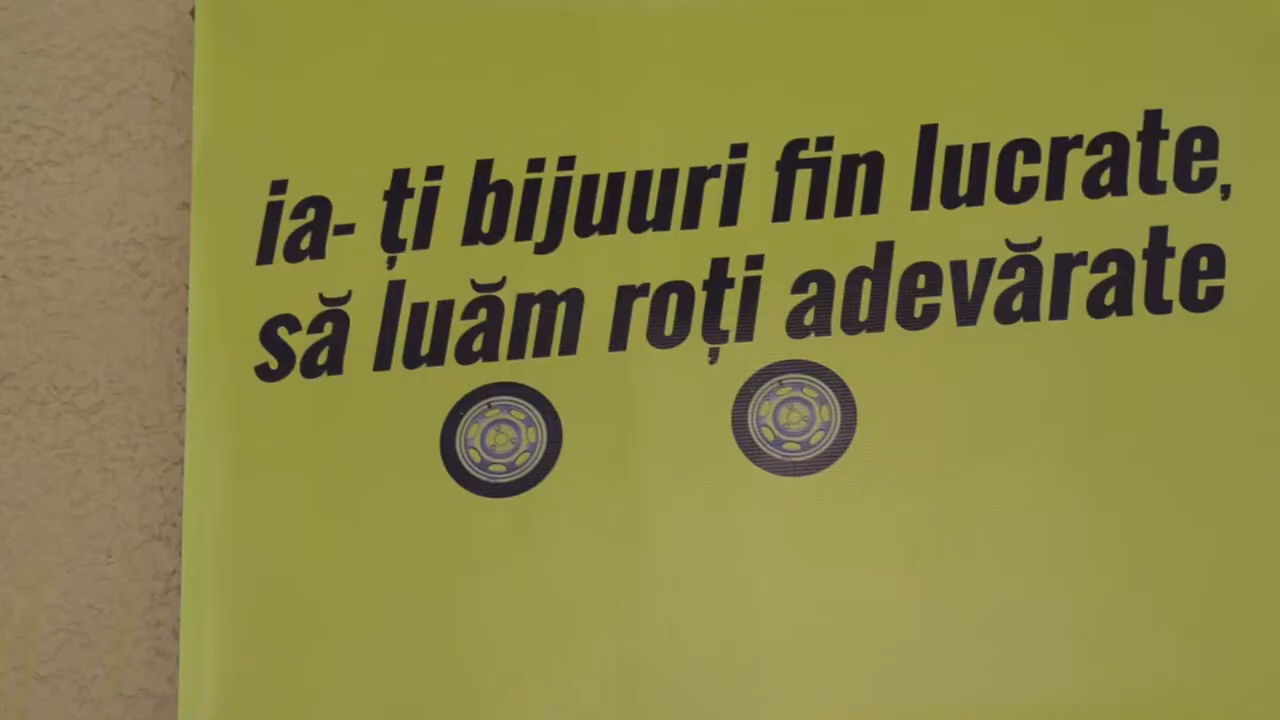 ia- ți bijuuri fin lucrate,
să luăm roți adevărate